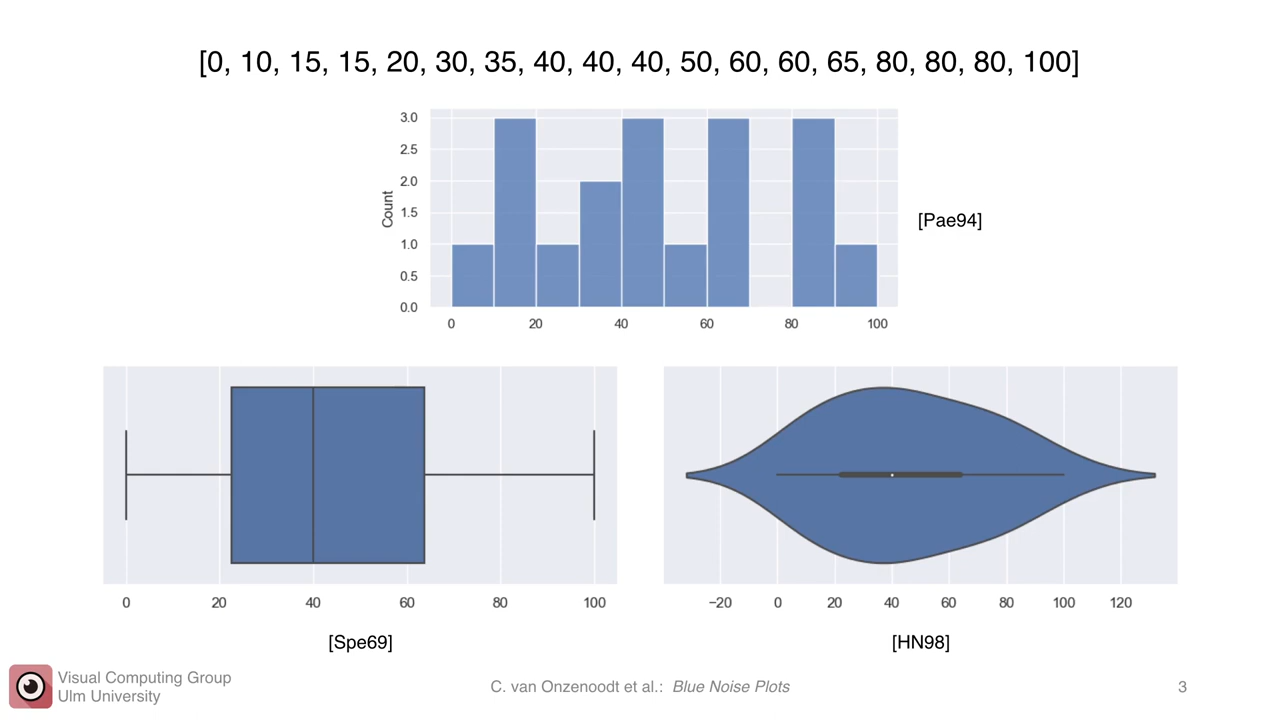 [0, 10, 15, 15, 20, 30, 35, 40, 40, 40, 50, 60, 60, 65, 80, 80, 80, 100]
3.0
2.5
2.0
1.5
1.0
0.5
0.0
Count
0 20 40 60 80 100
[Pae94]
0 20 40 60 80 100
[Spe69]
−20 0 20 40 60 80 100 120
[HN98]
Visual Computing Group
Ulm University
C. van Onzenoodt et al.: Blue Noise Plots
3